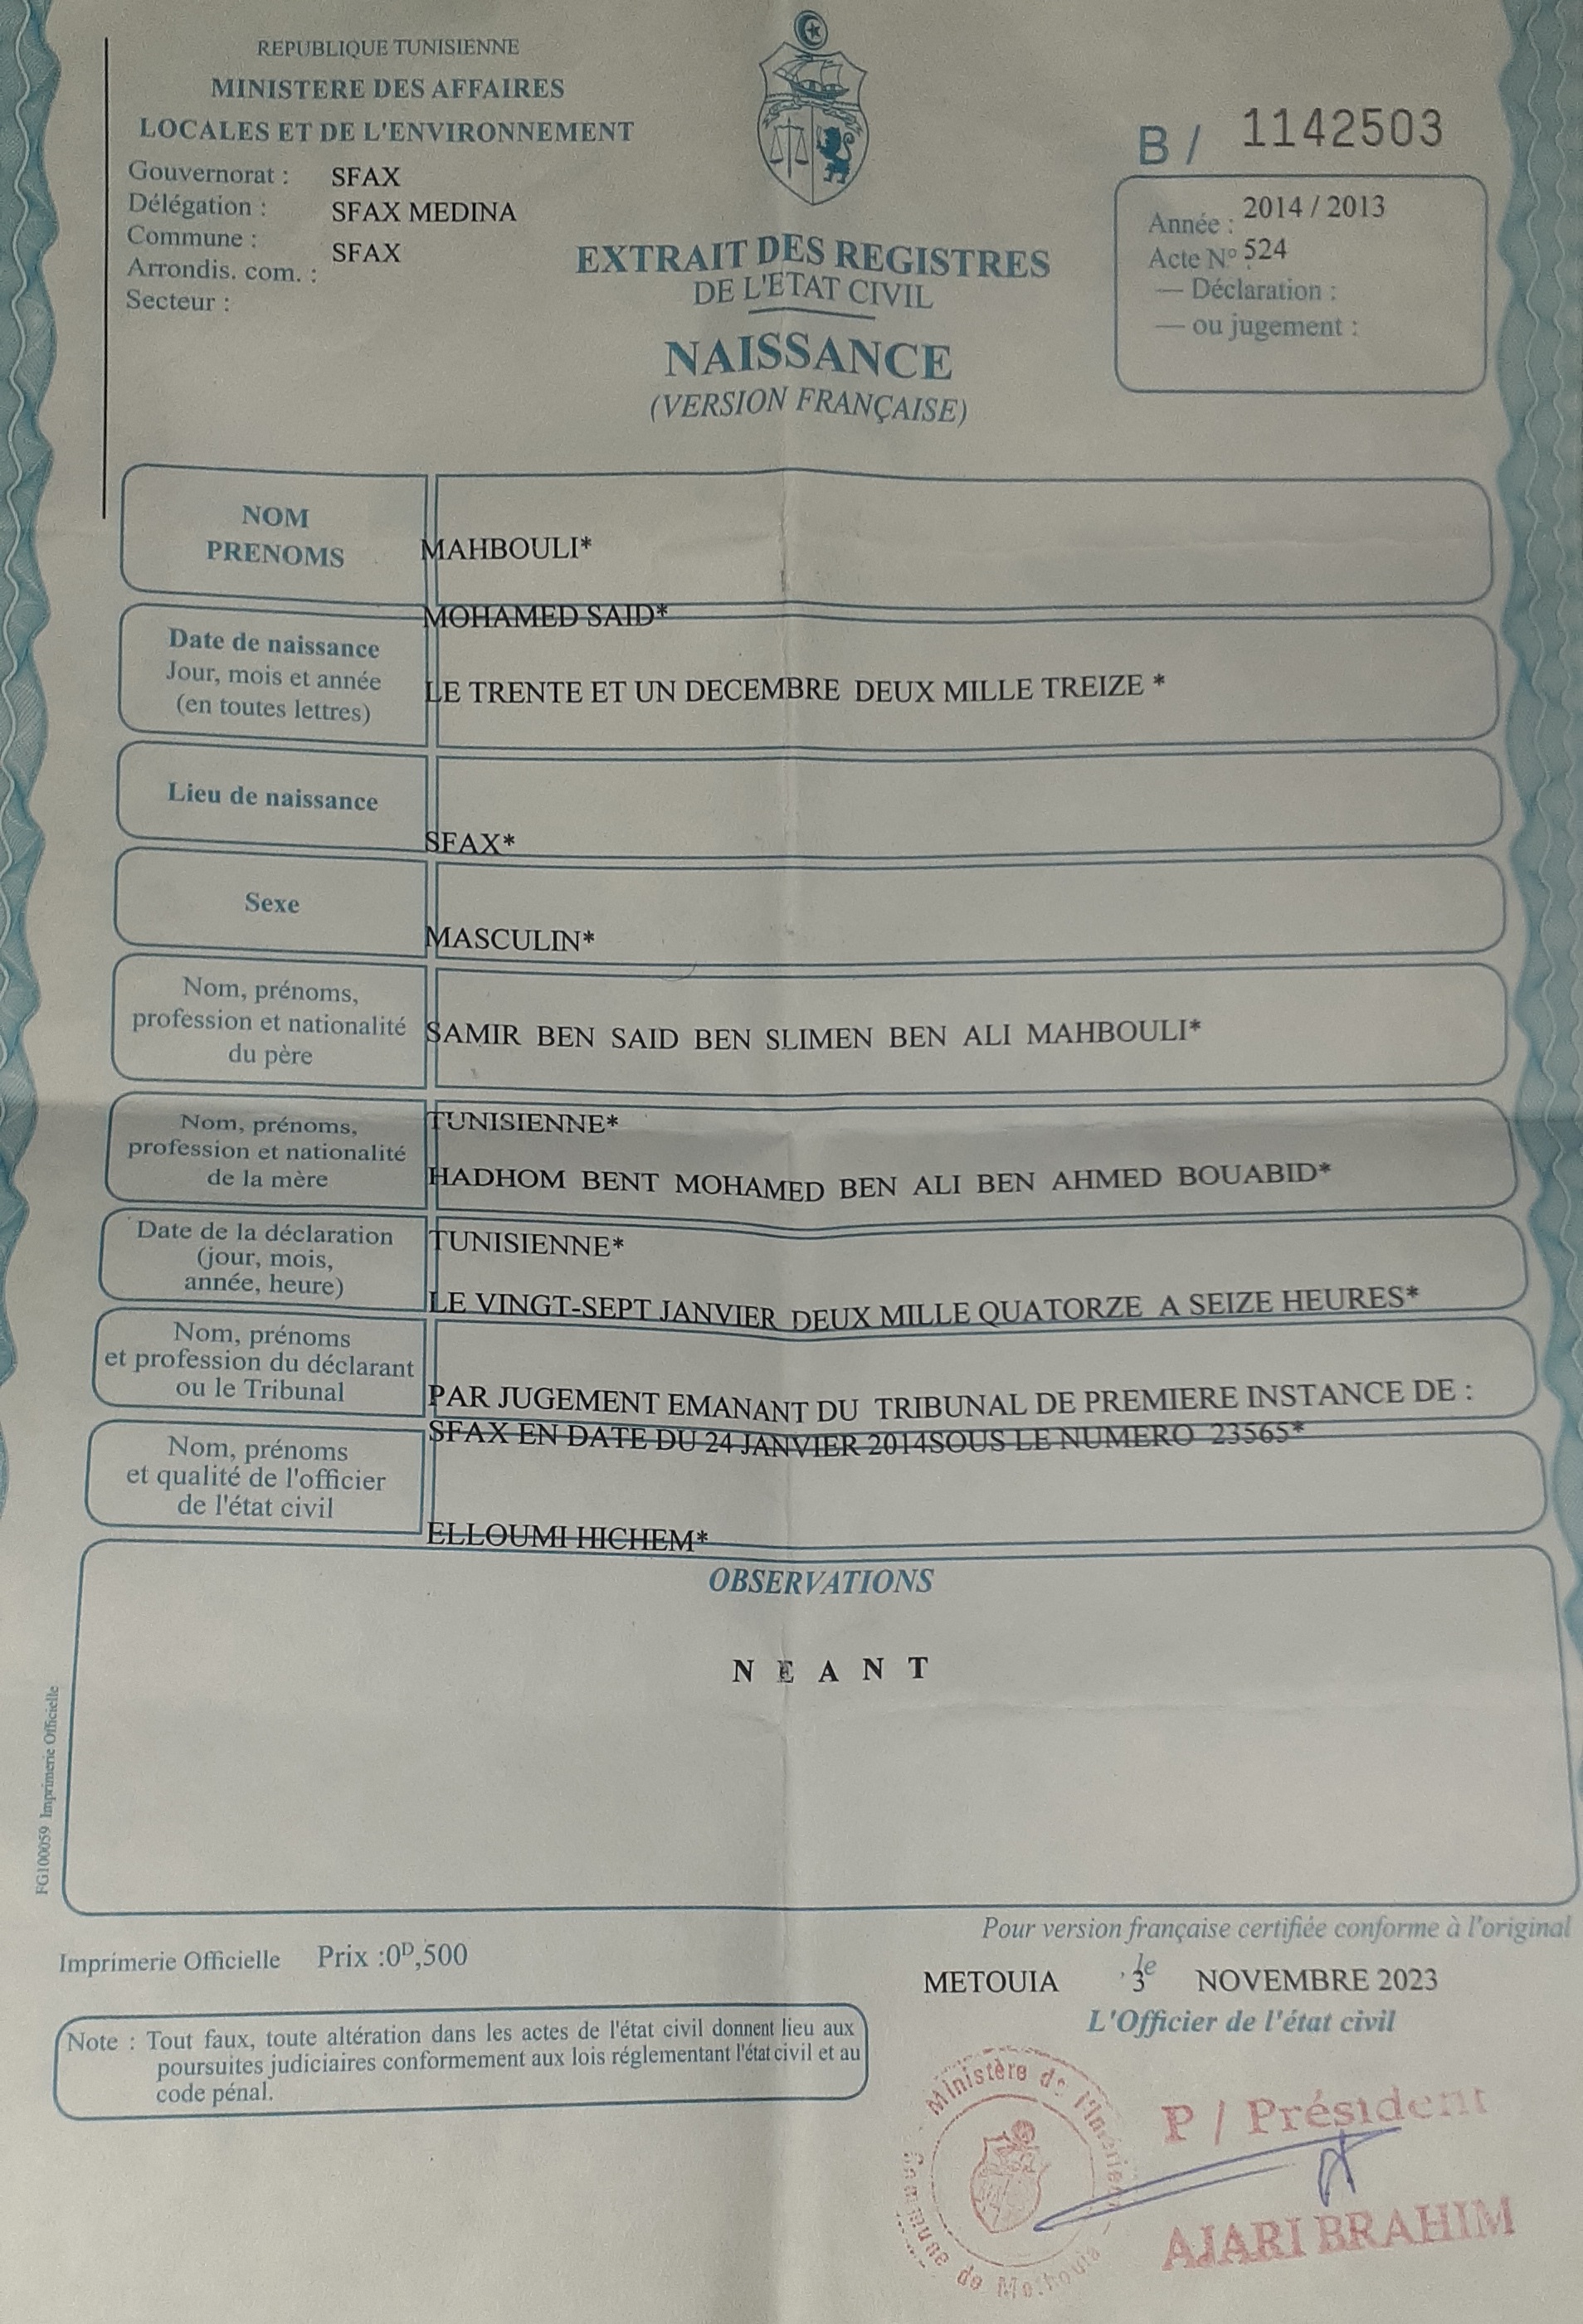 REPUBLIQUE TUNISIENNE
MINISTERE DES AFFAIRES
LOCALES ET DE L'ENVIRONNEMENT
Gouvernorat : SFAX
Délégation : SFAX MEDINA
Commune : SFAX
Arrondis. com. :
Secteur :
B / 1142503
Année : 2014 / 2013
Acte N° 524
— Déclaration :
— ou jugement :
EXTRAIT DES REGISTRES
DE L'ETAT CIVIL
NAISSANCE
(VERSION FRANÇAISE)
NOM
PRENOMS
MAHBOULI*
MOHAMED SAID*
Date de naissance
Jour, mois et année
(en toutes lettres)
LE TRENTE ET UN DECEMBRE DEUX MILLE TREIZE *
Lieu de naissance
SFAX*
Sexe
MASCULIN*
Nom, prénoms,
profession et nationalité
du père
SAMIR BEN SAID BEN SLIMEN BEN ALI MAHBOULI*
TUNISIENNE*
Nom, prénoms,
profession et nationalité
de la mère
HADHOM BENT MOHAMED BEN ALI BEN AHMED BOUABID*
TUNISIENNE*
Date de la déclaration
(jour, mois,
année, heure)
LE VINGT-SEPT JANVIER DEUX MILLE QUATORZE A SEIZE HEURES*
Nom, prénoms
et profession du déclarant
ou le Tribunal
PAR JUGEMENT EMANANT DU TRIBUNAL DE PREMIERE INSTANCE DE :
SFAX EN DATE DU 24 JANVIER 2014SOUS LE NUMERO 23565*
Nom, prénoms
et qualité de l'officier
de l'état civil
ELLOUMI HICHEM*
OBSERVATIONS
N E A N T
FG100059 Imprimerie Officielle
Pour version française certifiée conforme à l'original
Imprimerie Officielle Prix :0D,500
METOUIA , le 3 NOVEMBRE 2023
L'Officier de l'état civil
Note : Tout faux, toute altération dans les actes de l'état civil donnent lieu aux
poursuites judiciaires conformement aux lois réglementant l'état civil et au
code pénal.
Ministère de l'Intérieur
Commune de Methouia
P / Président
AJARI BRAHIM